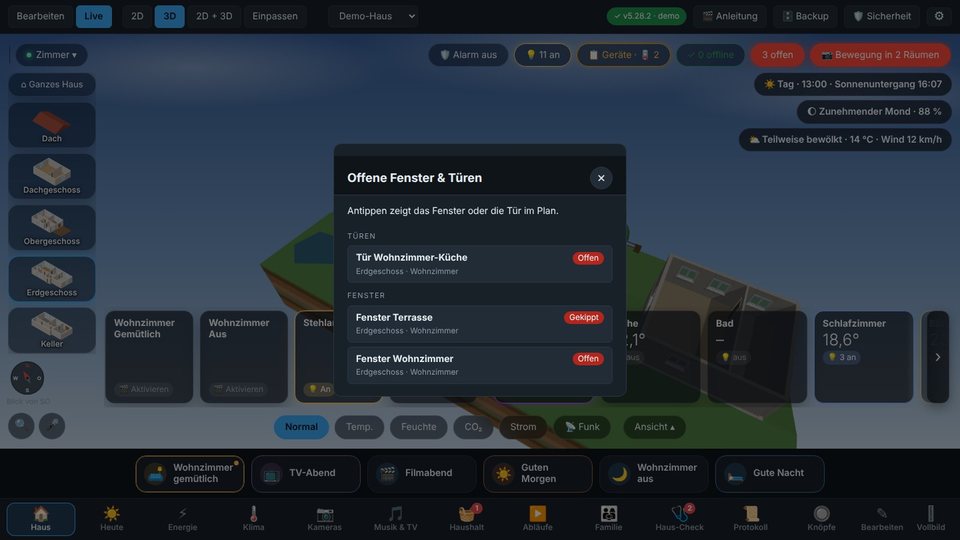 Bearbeiten Live 2D 3D 2D + 3D Einpassen Demo-Haus ✓ v5.28.2 · demo Anleitung Backup Sicherheit
Zimmer ▾ Alarm aus 11 an Geräte · 2 ✓ 0 offline 3 offen Bewegung in 2 Räumen
Ganzes Haus
Tag · 13:00 · Sonnenuntergang 16:07
Zunehmender Mond · 88 %
Teilweise bewölkt · 14 °C · Wind 12 km/h
Dach
Dachgeschoss
Obergeschoss
Erdgeschoss
Keller
Offene Fenster & Türen
Antippen zeigt das Fenster oder die Tür im Plan.
TÜREN
Tür Wohnzimmer-Küche Offen
Erdgeschoss · Wohnzimmer
FENSTER
Fenster Terrasse Gekippt
Erdgeschoss · Wohnzimmer
Fenster Wohnzimmer Offen
Erdgeschoss · Wohnzimmer
Wohnzimmer
Gemütlich
Aktivieren
Wohnzimmer
Aus
Aktivieren
An
Bad
–
aus
Schlafzimmer
18,6°
3 an
Blick von SO
Normal Temp. Feuchte CO₂ Strom Funk Ansicht ▴
Wohnzimmer
gemütlich
TV-Abend
Filmabend
Guten
Morgen
Wohnzimmer
aus
Gute Nacht
Haus Heute Energie Klima Kameras Musik & TV Haushalt 1 Abläufe Familie Haus-Check 2 Protokoll Knöpfe Bearbeiten Vollbild